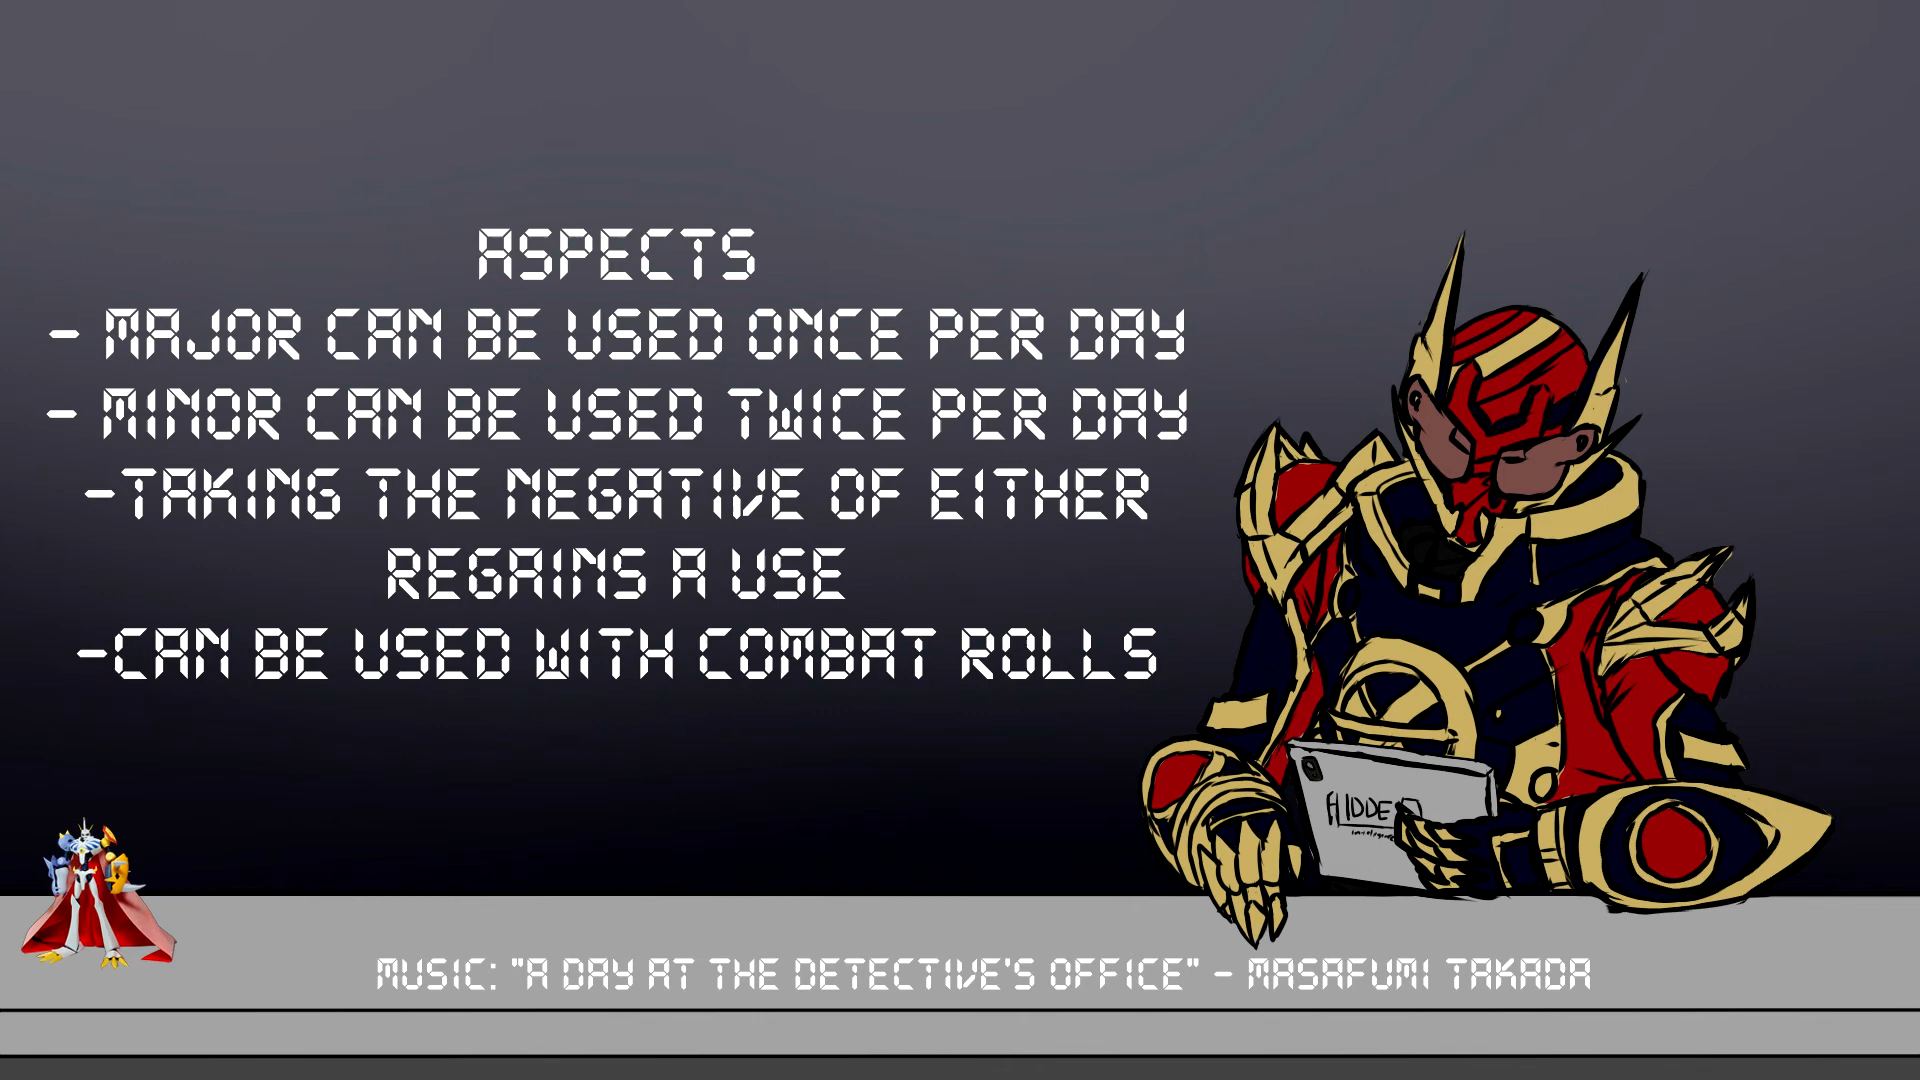 ASPECTS
- MAJOR CAN BE USED ONCE PER DAY
- MINOR CAN BE USED TWICE PER DAY
-TAKING THE NEGATIVE OF EITHER
REGAINS A USE
-CAN BE USED WITH COMBAT ROLLS
HIDDEN
MUSIC: "A DAY AT THE DETECTIVE'S OFFICE" - MASAFUMI TAKADA